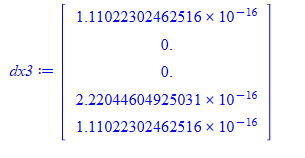 dx3 := [ 1.11022302462516 × 10⁻¹⁶
0.
0.
2.22044604925031 × 10⁻¹⁶
1.11022302462516 × 10⁻¹⁶ ]